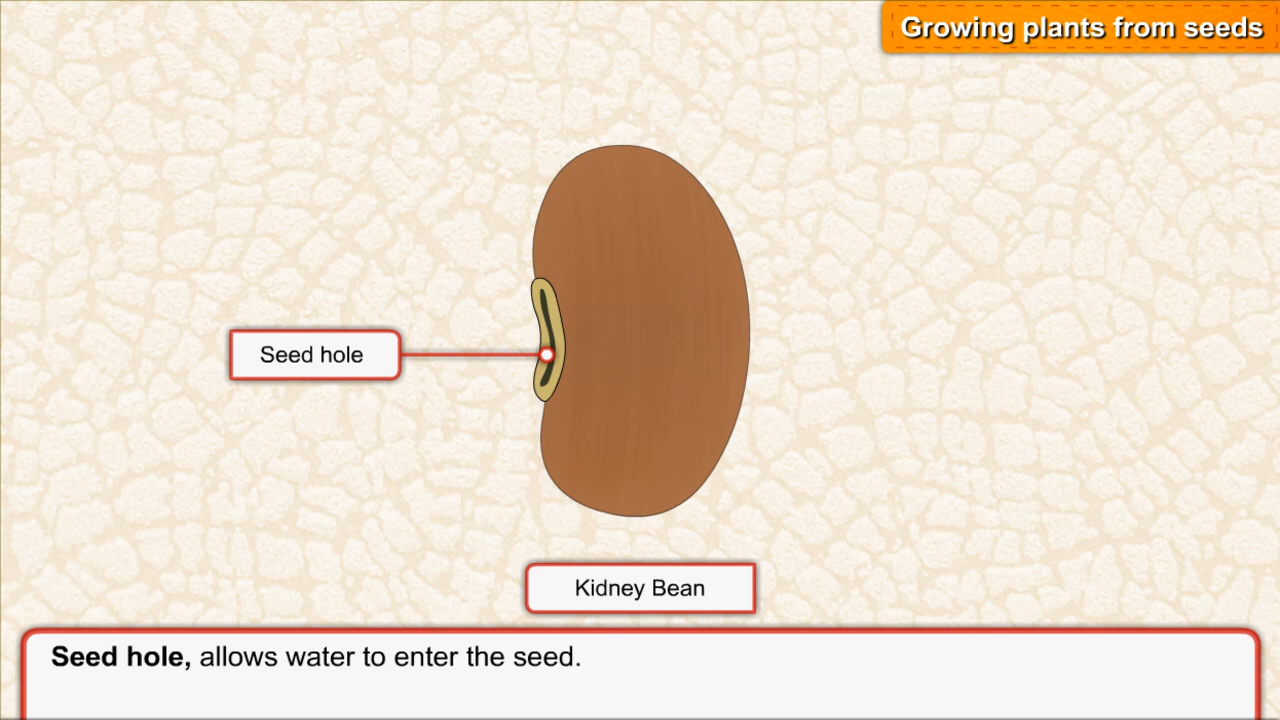 Growing plants from seeds
Seed hole
Kidney Bean
Seed hole, allows water to enter the seed.